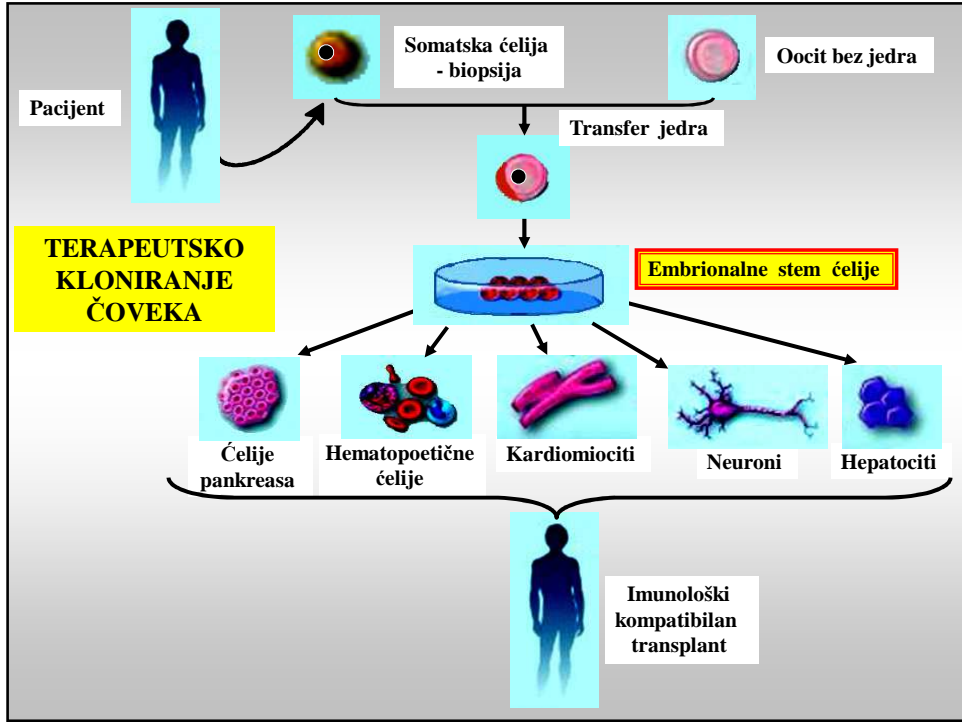 Pacijent
Somatska ćelija
- biopsija
Oocit bez jedra
Transfer jedra
TERAPEUTSKO
KLONIRANJE
ČOVEKA
Embrionalne stem ćelije
Ćelije
pankreasa
Hematopoetične
ćelije
Kardiomiociti
Neuroni
Hepatociti
Imunološki
kompatibilan
transplant